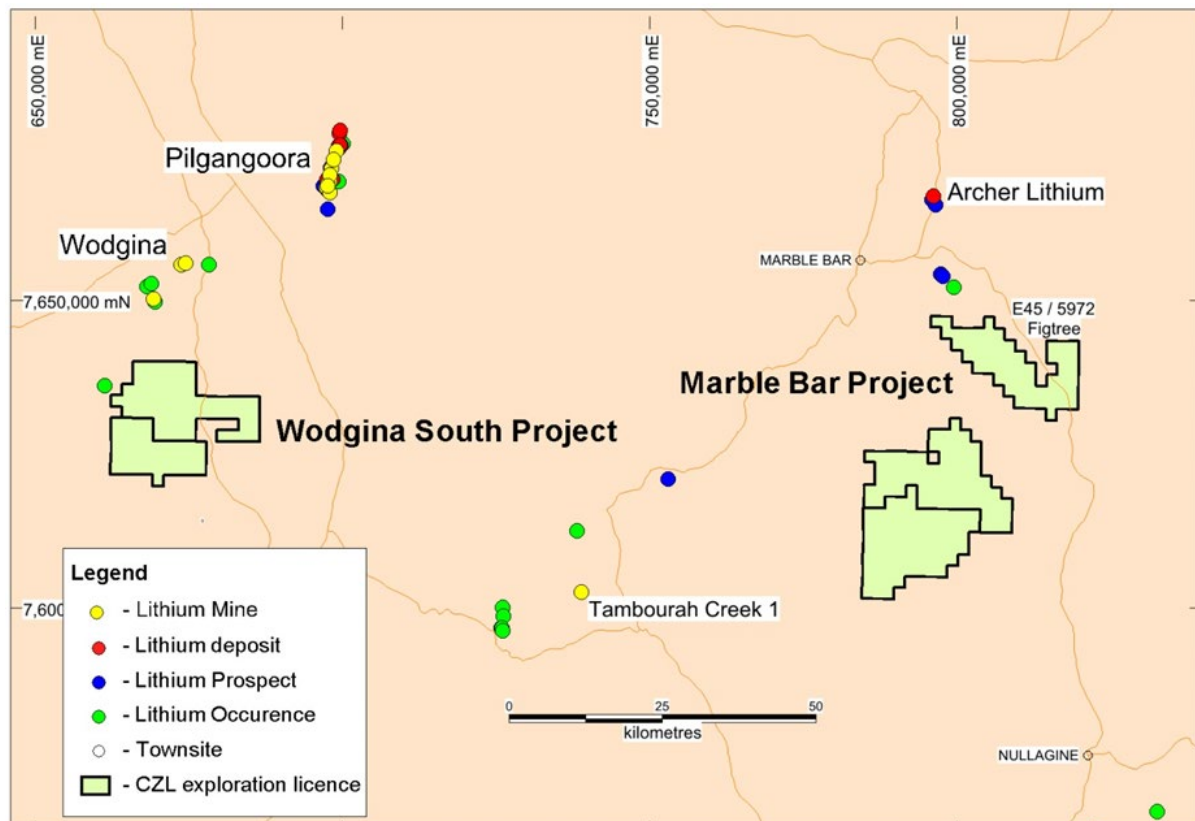 650,000 mE
750,000 mE
800,000 mE
Pilgangoora
Archer Lithium
Wodgina
MARBLE BAR
7,650,000 mN
E45 / 5972
Figtree
Marble Bar Project
Wodgina South Project
Legend
- Lithium Mine
- Lithium deposit
- Lithium Prospect
- Lithium Occurence
- Townsite
- CZL exploration licence
7,600
Tambourah Creek 1
0 25 50
kilometres
NULLAGINE